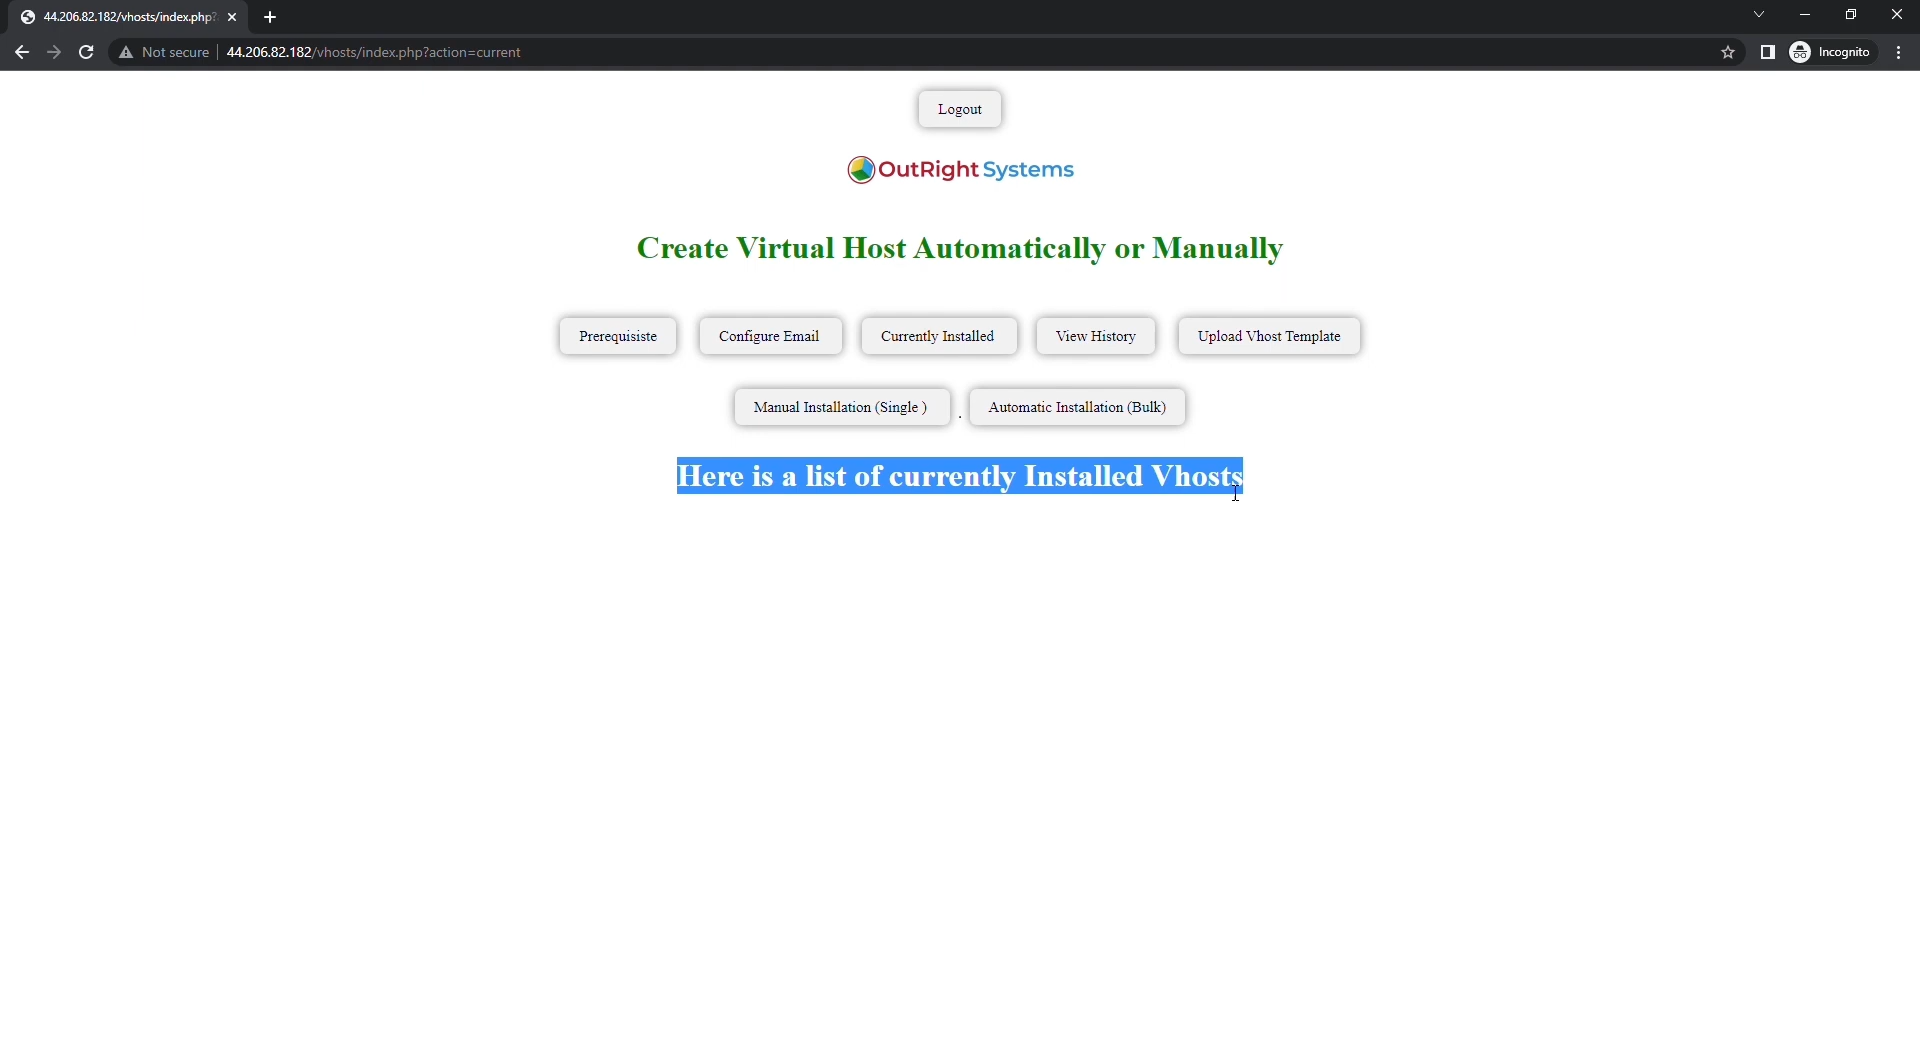 44.206.82.182/vhosts/index.php?
Not secure
44.206.82.182/vhosts/index.php?action=current
Incognito
Logout
OutRight Systems
Create Virtual Host Automatically or Manually
Prerequisiste
Configure Email
Currently Installed
View History
Upload Vhost Template
Manual Installation (Single )
.
Automatic Installation (Bulk)
Here is a list of currently Installed Vhosts